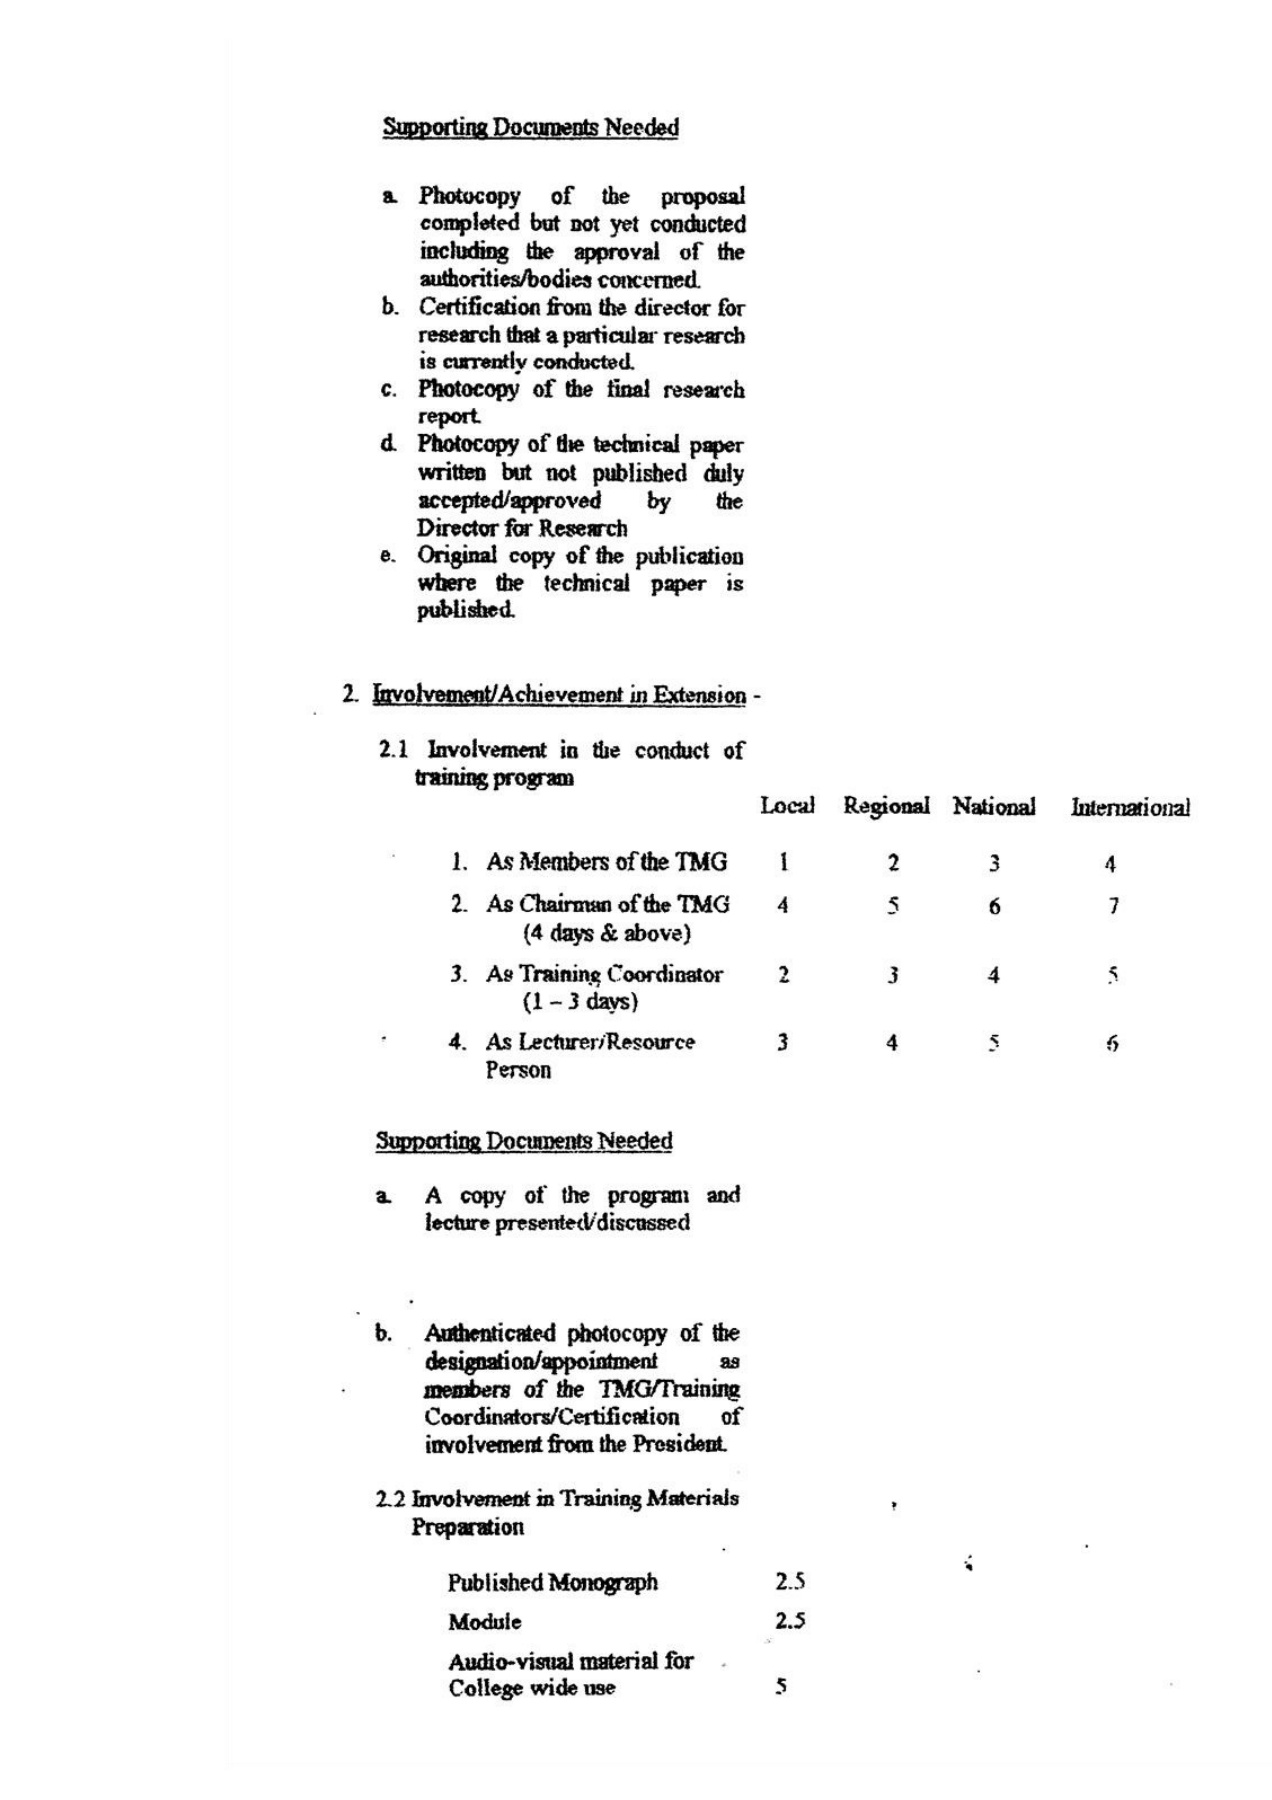 Supporting Documents Needed
a. Photocopy of the proposal
completed but not yet conducted
including the approval of the
authorities/bodies concerned.
b. Certification from the director for
research that a particular research
is currently conducted.
c. Photocopy of the final research
report.
d. Photocopy of the technical paper
written but not published duly
accepted/approved by the
Director for Research
e. Original copy of the publication
where the technical paper is
published.
2. Involvement/Achievement in Extension -
2.1 Involvement in the conduct of
training program
Local Regional National International
1. As Members of the TMG 1 2 3 4
2. As Chairman of the TMG 4 5 6 7
(4 days & above)
3. As Training Coordinator 2 3 4 5
(1 – 3 days)
4. As Lecturer/Resource 3 4 5 6
Person
Supporting Documents Needed
a. A copy of the program and
lecture presented/discussed
b. Authenticated photocopy of the
designation/appointment as
members of the TMG/Training
Coordinators/Certification of
involvement from the President.
2.2 Involvement in Training Materials
Preparation
Published Monograph 2.5
Module 2.5
Audio-visual material for
College wide use 5